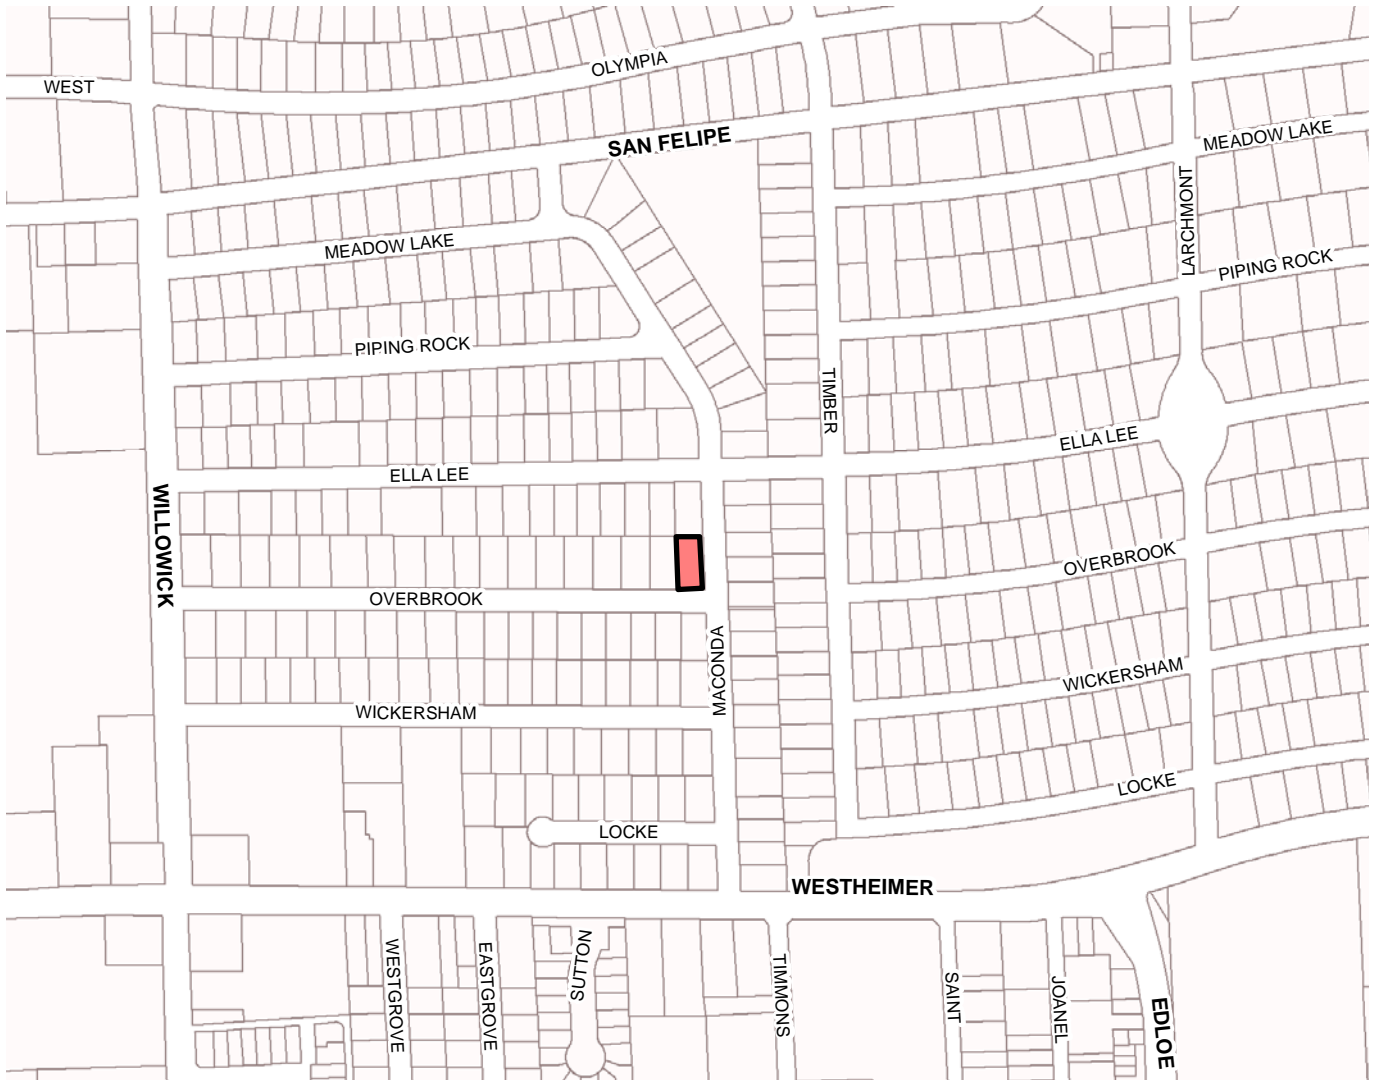 OLYMPIA
WEST
SAN FELIPE
MEADOW LAKE
LARCHMONT
MEADOW LAKE
PIPING ROCK
PIPING ROCK
TIMBER
ELLA LEE
ELLA LEE
WILLOWICK
OVERBROOK
OVERBROOK
MACONDA
WICKERSHAM
WICKERSHAM
LOCKE
LOCKE
WESTHEIMER
WESTGROVE
EASTGROVE
SUTTON
TIMMONS
SAINT
JOANEL
EDLOE